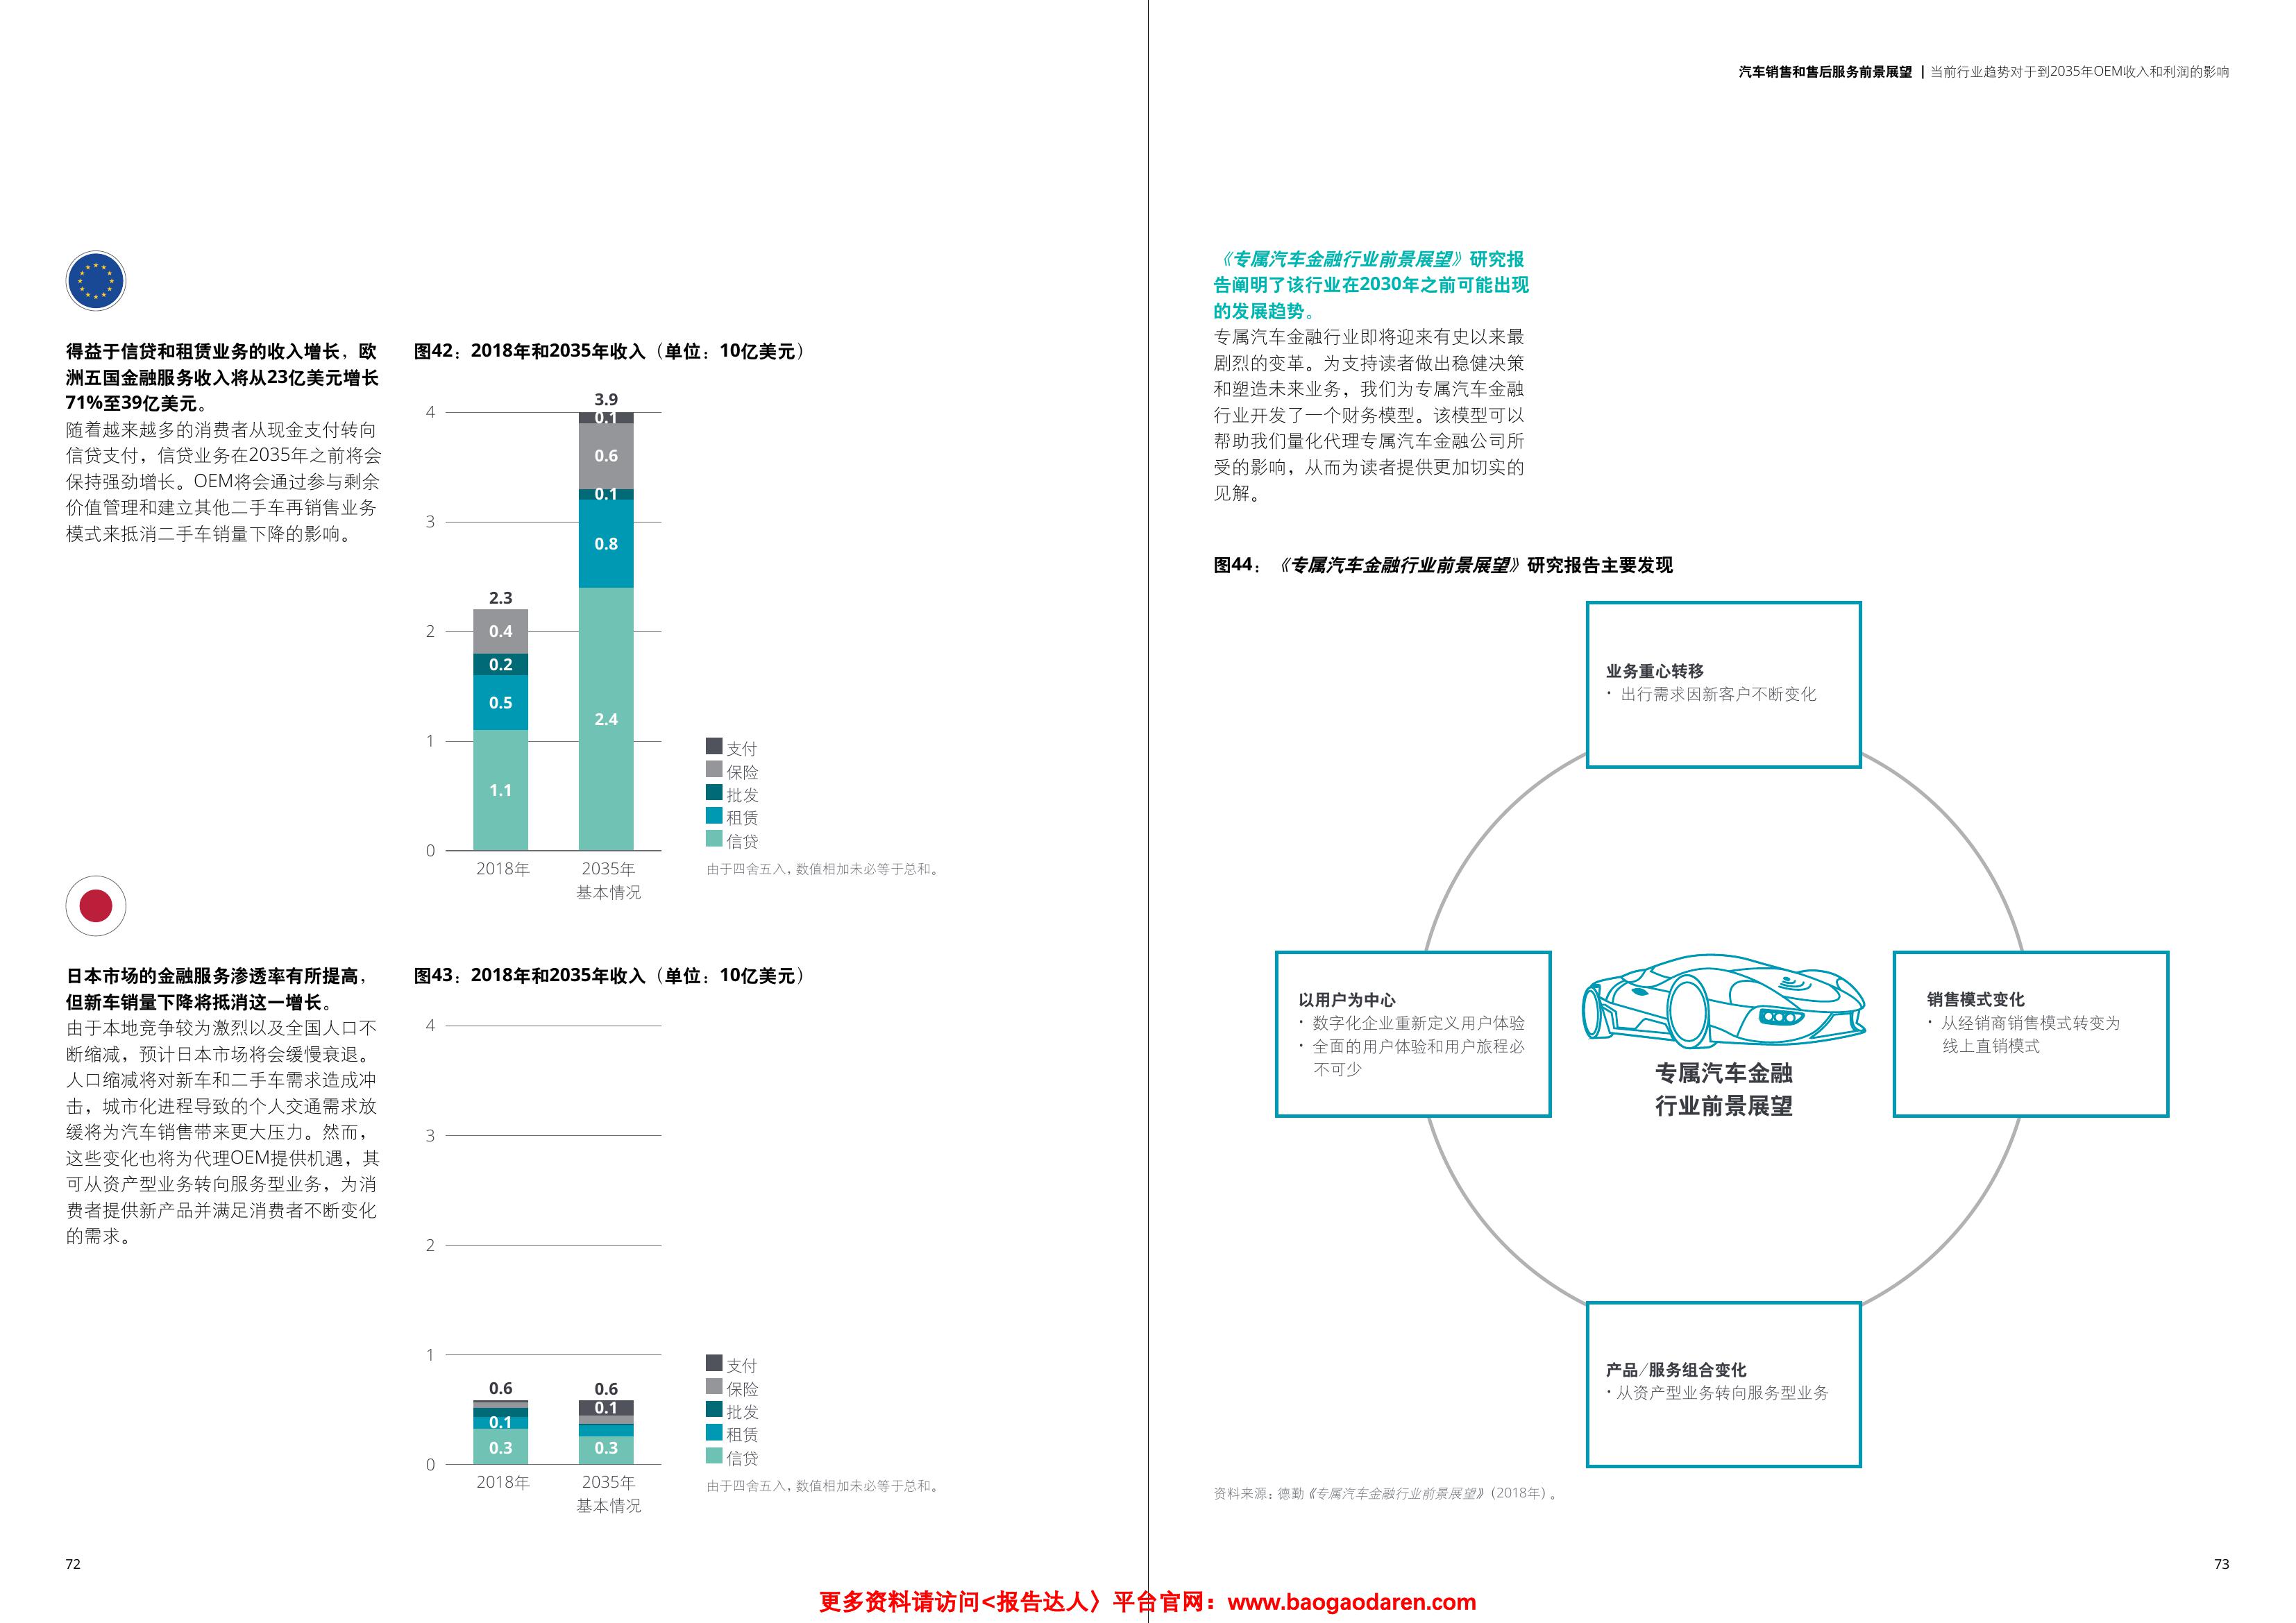 汽车销售和售后服务前景展望 | 当前行业趋势对于到2035年OEM收入和利润的影响
得益于信贷和租赁业务的收入增长，欧
洲五国金融服务收入将从23亿美元增长
71%至39亿美元。
随着越来越多的消费者从现金支付转向
信贷支付，信贷业务在2035年之前将会
保持强劲增长。OEM将会通过参与剩余
价值管理和建立其他二手车再销售业务
模式来抵消二手车销量下降的影响。
图42：2018年和2035年收入（单位：10亿美元）
4
3
2
1
0
2.3
0.4
0.2
0.5
1.1
3.9
0.1
0.6
0.1
0.8
2.4
2018年
2035年
基本情况
支付
保险
批发
租赁
信贷
由于四舍五入，数值相加未必等于总和。
日本市场的金融服务渗透率有所提高，
但新车销量下降将抵消这一增长。
由于本地竞争较为激烈以及全国人口不
断缩减，预计日本市场将会缓慢衰退。
人口缩减将对新车和二手车需求造成冲
击，城市化进程导致的个人交通需求放
缓将为汽车销售带来更大压力。然而，
这些变化也将为代理OEM提供机遇，其
可从资产型业务转向服务型业务，为消
费者提供新产品并满足消费者不断变化
的需求。
图43：2018年和2035年收入（单位：10亿美元）
4
3
2
1
0
0.6
0.1
0.3
0.6
0.1
0.3
2018年
2035年
基本情况
支付
保险
批发
租赁
信贷
由于四舍五入，数值相加未必等于总和。
72
《专属汽车金融行业前景展望》研究报
告阐明了该行业在2030年之前可能出现
的发展趋势。
专属汽车金融行业即将迎来有史以来最
剧烈的变革。为支持读者做出稳健决策
和塑造未来业务，我们为专属汽车金融
行业开发了一个财务模型。该模型可以
帮助我们量化代理专属汽车金融公司所
受的影响，从而为读者提供更加切实的
见解。
图44：《专属汽车金融行业前景展望》研究报告主要发现
业务重心转移
· 出行需求因新客户不断变化
以用户为中心
· 数字化企业重新定义用户体验
· 全面的用户体验和用户旅程必
不可少
专属汽车金融
行业前景展望
销售模式变化
· 从经销商销售模式转变为
线上直销模式
产品/服务组合变化
· 从资产型业务转向服务型业务
资料来源：德勤《专属汽车金融行业前景展望》（2018年）。
73
更多资料请访问<报告达人〉平台官网：www.baogaodaren.com